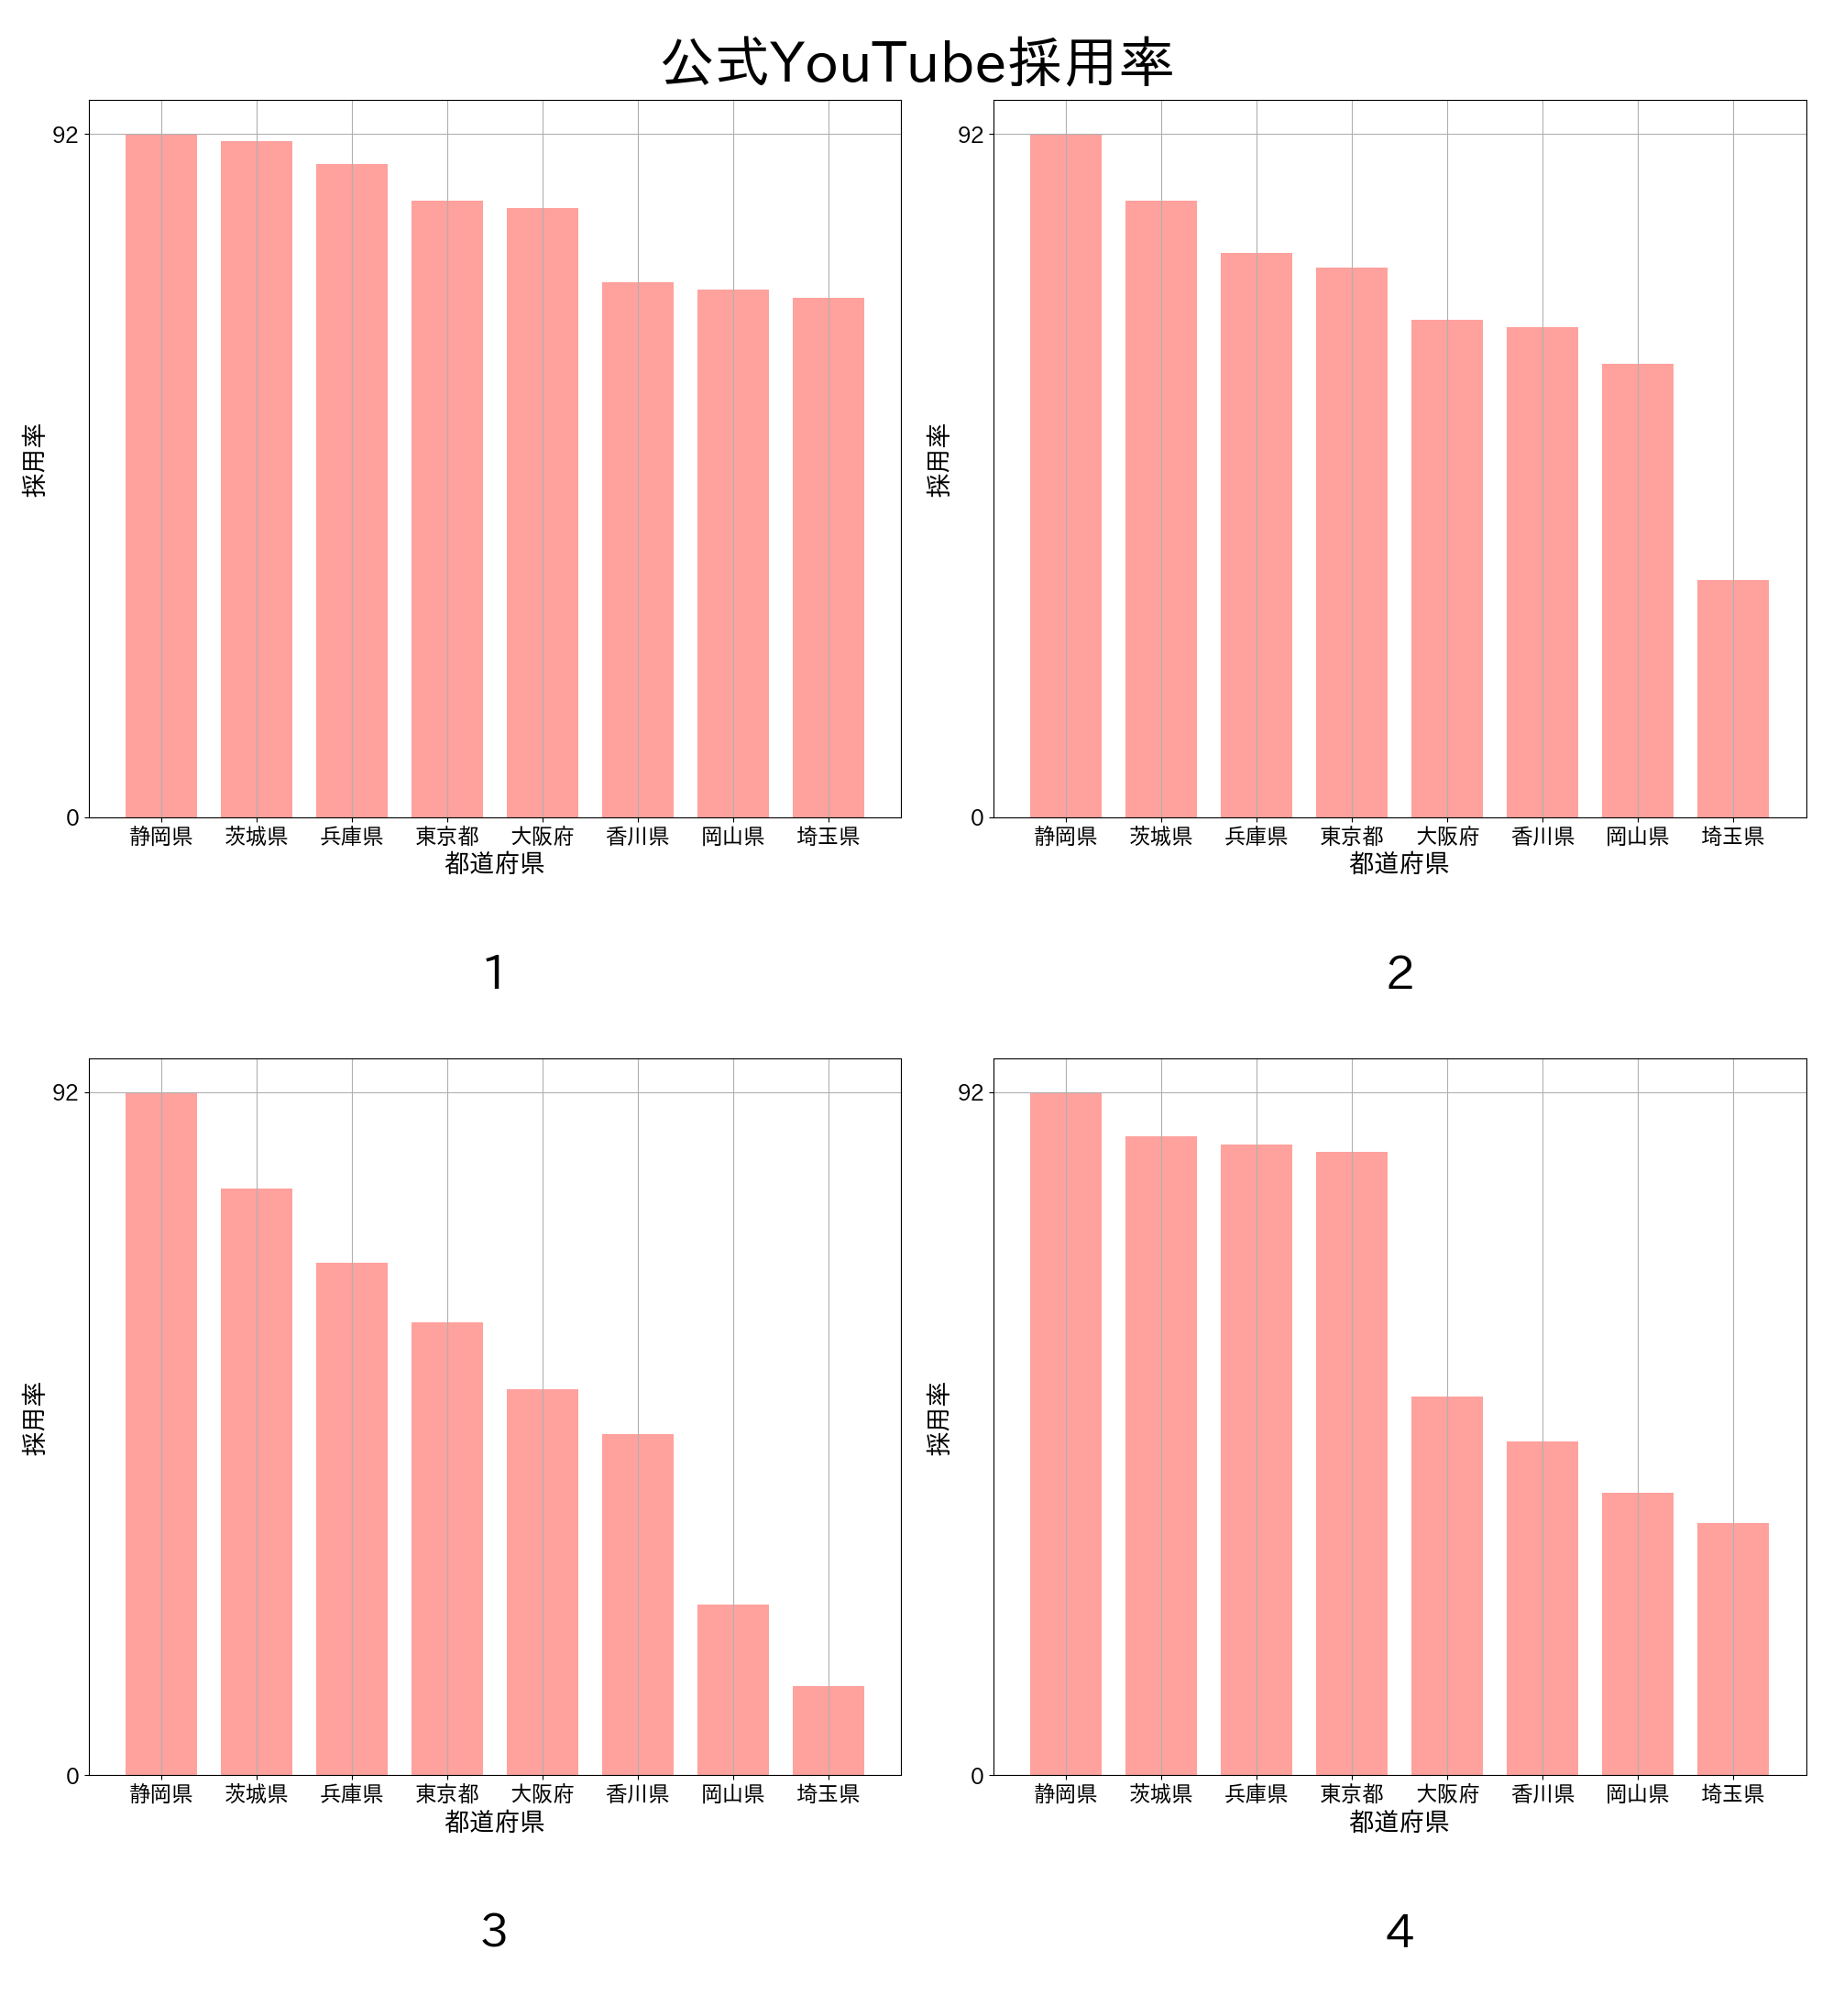 公式YouTube採用率
92
採用率
0
静岡県 茨城県 兵庫県 東京都 大阪府 香川県 岡山県 埼玉県
都道府県
1
92
採用率
0
静岡県 茨城県 兵庫県 東京都 大阪府 香川県 岡山県 埼玉県
都道府県
2
92
採用率
0
静岡県 茨城県 兵庫県 東京都 大阪府 香川県 岡山県 埼玉県
都道府県
3
92
採用率
0
静岡県 茨城県 兵庫県 東京都 大阪府 香川県 岡山県 埼玉県
都道府県
4